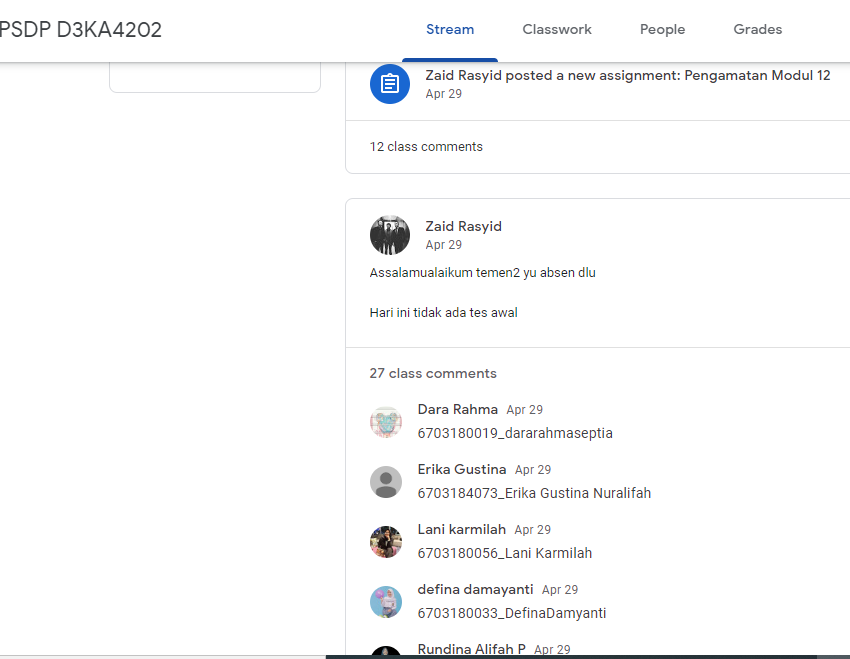 PSDP D3KA4202
Stream
Classwork
People
Grades
Zaid Rasyid posted a new assignment: Pengamatan Modul 12
Apr 29
12 class comments
Zaid Rasyid
Apr 29
Assalamualaikum temen2 yu absen dlu
Hari ini tidak ada tes awal
27 class comments
Dara Rahma Apr 29
6703180019_dararahmaseptia
Erika Gustina Apr 29
6703184073_Erika Gustina Nuralifah
Lani karmilah Apr 29
6703180056_Lani Karmilah
defina damayanti Apr 29
6703180033_DefinaDamyanti
Rundina Alifah P Apr 29